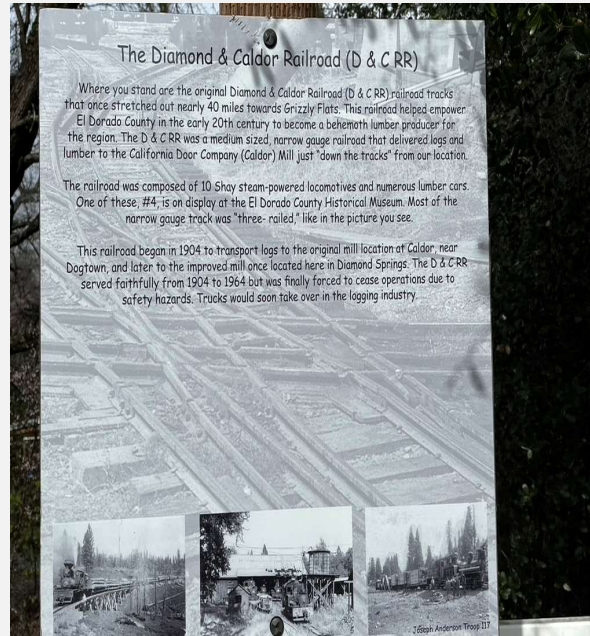 The Diamond & Caldor Railroad (D & C RR)
Where you stand are the original Diamond & Caldor Railroad (D & C RR) railroad tracks
that once stretched out nearly 40 miles towards Grizzly Flats. This railroad helped empower
El Dorado County in the early 20th century to become a behemoth lumber producer for
the region. The D & C RR was a medium sized, narrow gauge railroad that delivered logs and
lumber to the California Door Company (Caldor) Mill just "down the tracks" from our location.
The railroad was composed of 10 Shay steam-powered locomotives and numerous lumber cars.
One of these, #4, is on display at the El Dorado County Historical Museum. Most of the
narrow gauge track was "three- railed," like in the picture you see.
This railroad began in 1904 to transport logs to the original mill location at Caldor, near
Dogtown, and later to the improved mill once located here in Diamond Springs. The D & C RR
served faithfully from 1904 to 1964 but was finally forced to cease operations due to
safety hazards. Trucks would soon take over in the logging industry.
Joseph Anderson Troop 117